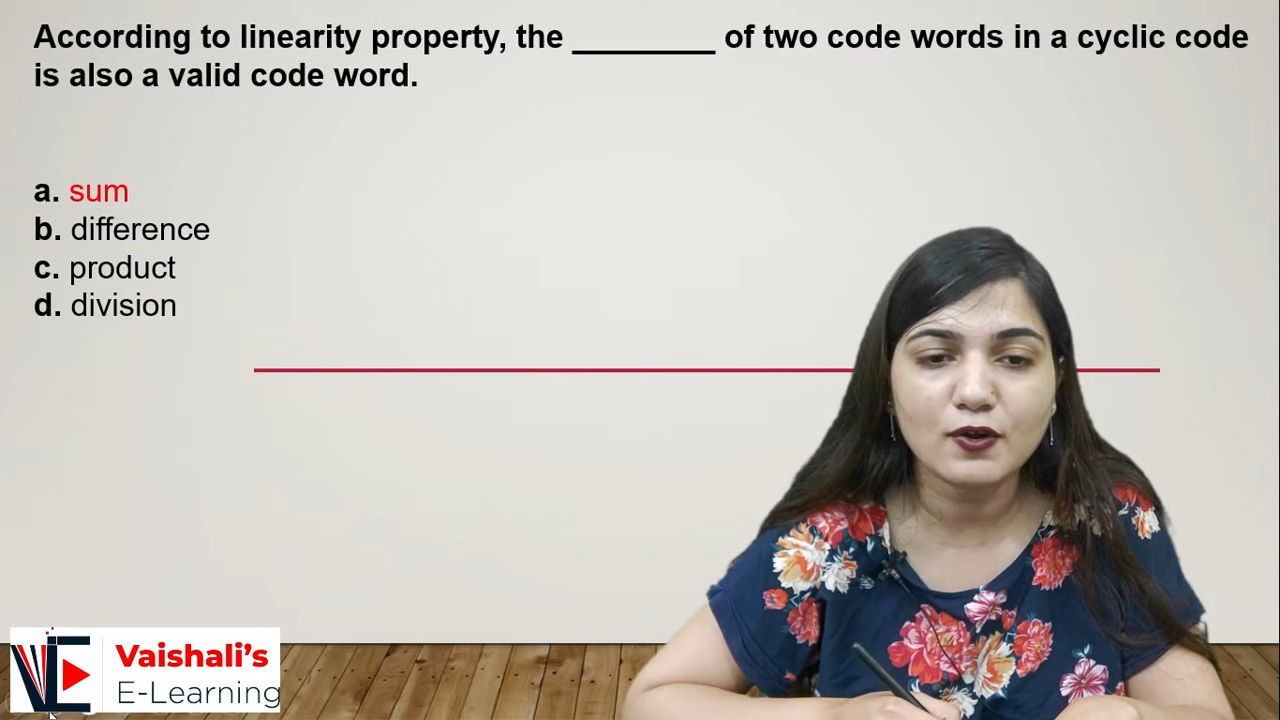 According to linearity property, the ________ of two code words in a cyclic code
is also a valid code word.
a. sum
b. difference
c. product
d. division
Vaishali's
E-Learning